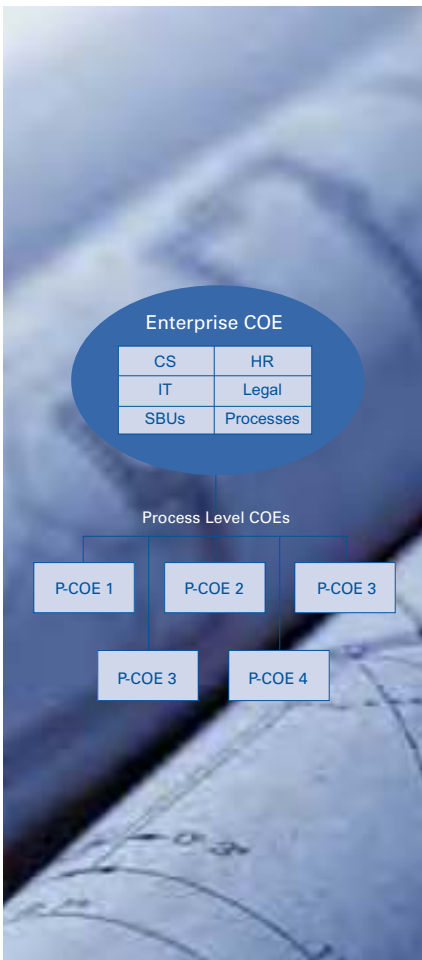 Enterprise COE
CS HR
IT Legal
SBUs Processes
Process Level COEs
P-COE 1 P-COE 2 P-COE 3
P-COE 3 P-COE 4